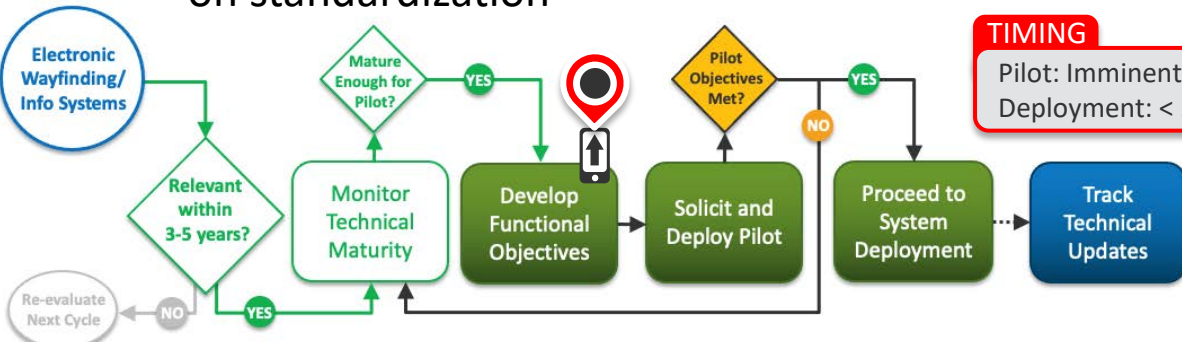 on standardization
Electronic
Wayfinding/
Info Systems
Relevant
within
3-5 years?
NO
Re-evaluate
Next Cycle
YES
Monitor
Technical
Maturity
Mature
Enough for
Pilot?
YES
Develop
Functional
Objectives
Solicit and
Deploy Pilot
Pilot
Objectives
Met?
NO
YES
Proceed to
System
Deployment
Track
Technical
Updates
TIMING
Pilot: Imminent
Deployment: <